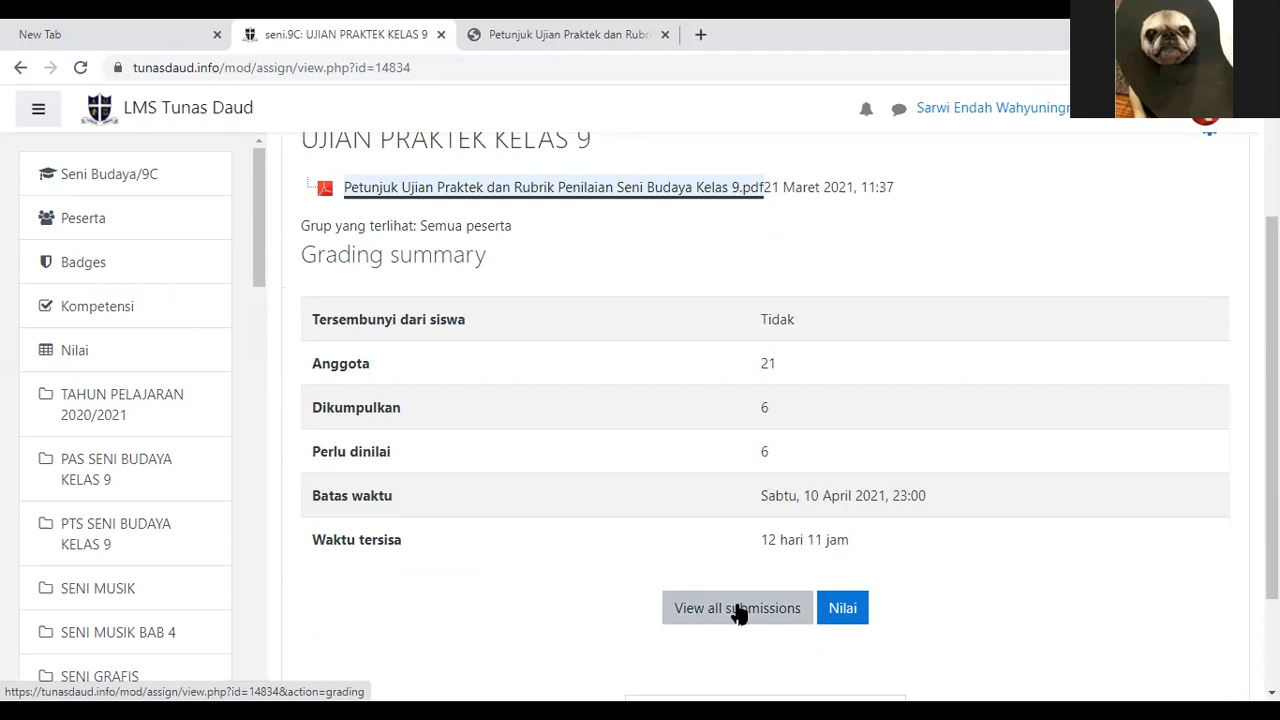 New Tab
seni.9C: UJIAN PRAKTEK KELAS 9
Petunjuk Ujian Praktek dan Rubr
tunasdaud.info/mod/assign/view.php?id=14834
LMS Tunas Daud
Sarwi Endah Wahyuningr
UJIAN PRAKTEK KELAS 9
Petunjuk Ujian Praktek dan Rubrik Penilaian Seni Budaya Kelas 9.pdf 21 Maret 2021, 11:37
Grup yang terlihat: Semua peserta
Grading summary
Tersembunyi dari siswa Tidak
Anggota 21
Dikumpulkan 6
Perlu dinilai 6
Batas waktu Sabtu, 10 April 2021, 23:00
Waktu tersisa 12 hari 11 jam
View all submissions
Nilai
Seni Budaya/9C
Peserta
Badges
Kompetensi
Nilai
TAHUN PELAJARAN
2020/2021
PAS SENI BUDAYA
KELAS 9
PTS SENI BUDAYA
KELAS 9
SENI MUSIK
SENI MUSIK BAB 4
SENI GRAFIS
https://tunasdaud.info/mod/assign/view.php?id=14834&action=grading